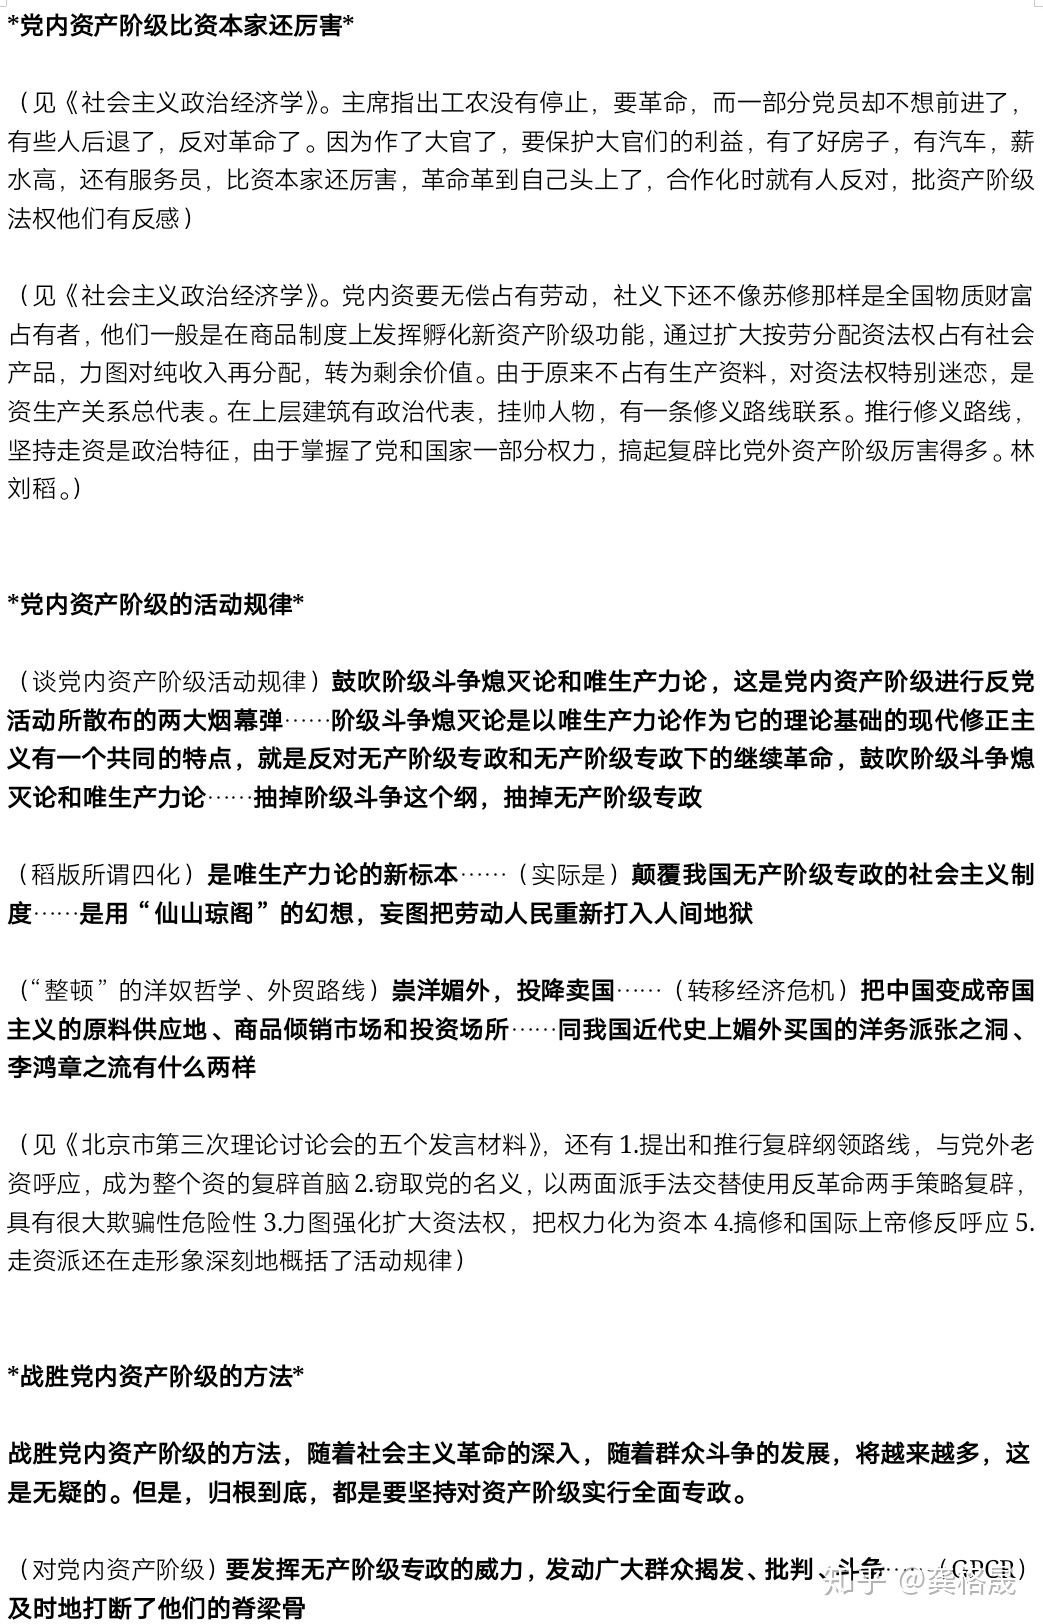 *党内资产阶级比资本家还厉害*
（见《社会主义政治经济学》。主席指出工农没有停止，要革命，而一部分党员却不想前进了，
有些人后退了，反对革命了。因为作了大官了，要保护大官们的利益，有了好房子，有汽车，薪
水高，还有服务员，比资本家还厉害，革命革到自己头上了，合作化时就有人反对，批资产阶级
法权他们有反感）
（见《社会主义政治经济学》。党内资要无偿占有劳动，社义下还不像苏修那样是全国物质财富
占有者，他们一般是在商品制度上发挥孵化新资产阶级功能，通过扩大按劳分配资法权占有社会
产品，力图对纯收入再分配，转为剩余价值。由于原来不占有生产资料，对资法权特别迷恋，是
资生产关系总代表。在上层建筑有政治代表，挂帅人物，有一条修义路线联系。推行修义路线，
坚持走资是政治特征，由于掌握了党和国家一部分权力，搞起复辟比党外资产阶级厉害得多。林
刘稻。）
*党内资产阶级的活动规律*
（谈党内资产阶级活动规律）鼓吹阶级斗争熄灭论和唯生产力论，这是党内资产阶级进行反党
活动所散布的两大烟幕弹……阶级斗争熄灭论是以唯生产力论作为它的理论基础的现代修正主
义有一个共同的特点，就是反对无产阶级专政和无产阶级专政下的继续革命，鼓吹阶级斗争熄
灭论和唯生产力论……抽掉阶级斗争这个纲，抽掉无产阶级专政
（稻版所谓四化）是唯生产力论的新标本……（实际是）颠覆我国无产阶级专政的社会主义制
度……是用“仙山琼阁”的幻想，妄图把劳动人民重新打入人间地狱
（“整顿”的洋奴哲学、外贸路线）崇洋媚外，投降卖国……（转移经济危机）把中国变成帝国
主义的原料供应地、商品倾销市场和投资场所……同我国近代史上媚外买国的洋务派张之洞、
李鸿章之流有什么两样
（见《北京市第三次理论讨论会的五个发言材料》，还有 1.提出和推行复辟纲领路线，与党外老
资呼应，成为整个资的复辟首脑 2.窃取党的名义，以两面派手法交替使用反革命两手策略复辟，
具有很大欺骗性危险性 3.力图强化扩大资法权，把权力化为资本 4.搞修和国际上帝修反呼应 5.
走资派还在走形象深刻地概括了活动规律）
*战胜党内资产阶级的方法*
战胜党内资产阶级的方法，随着社会主义革命的深入，随着群众斗争的发展，将越来越多，这
是无疑的。但是，归根到底，都是要坚持对资产阶级实行全面专政。
（对党内资产阶级）要发挥无产阶级专政的威力，发动广大群众揭发、批判、斗争……（GPCR）
及时地打断了他们的脊梁骨
知乎 @龚格晟